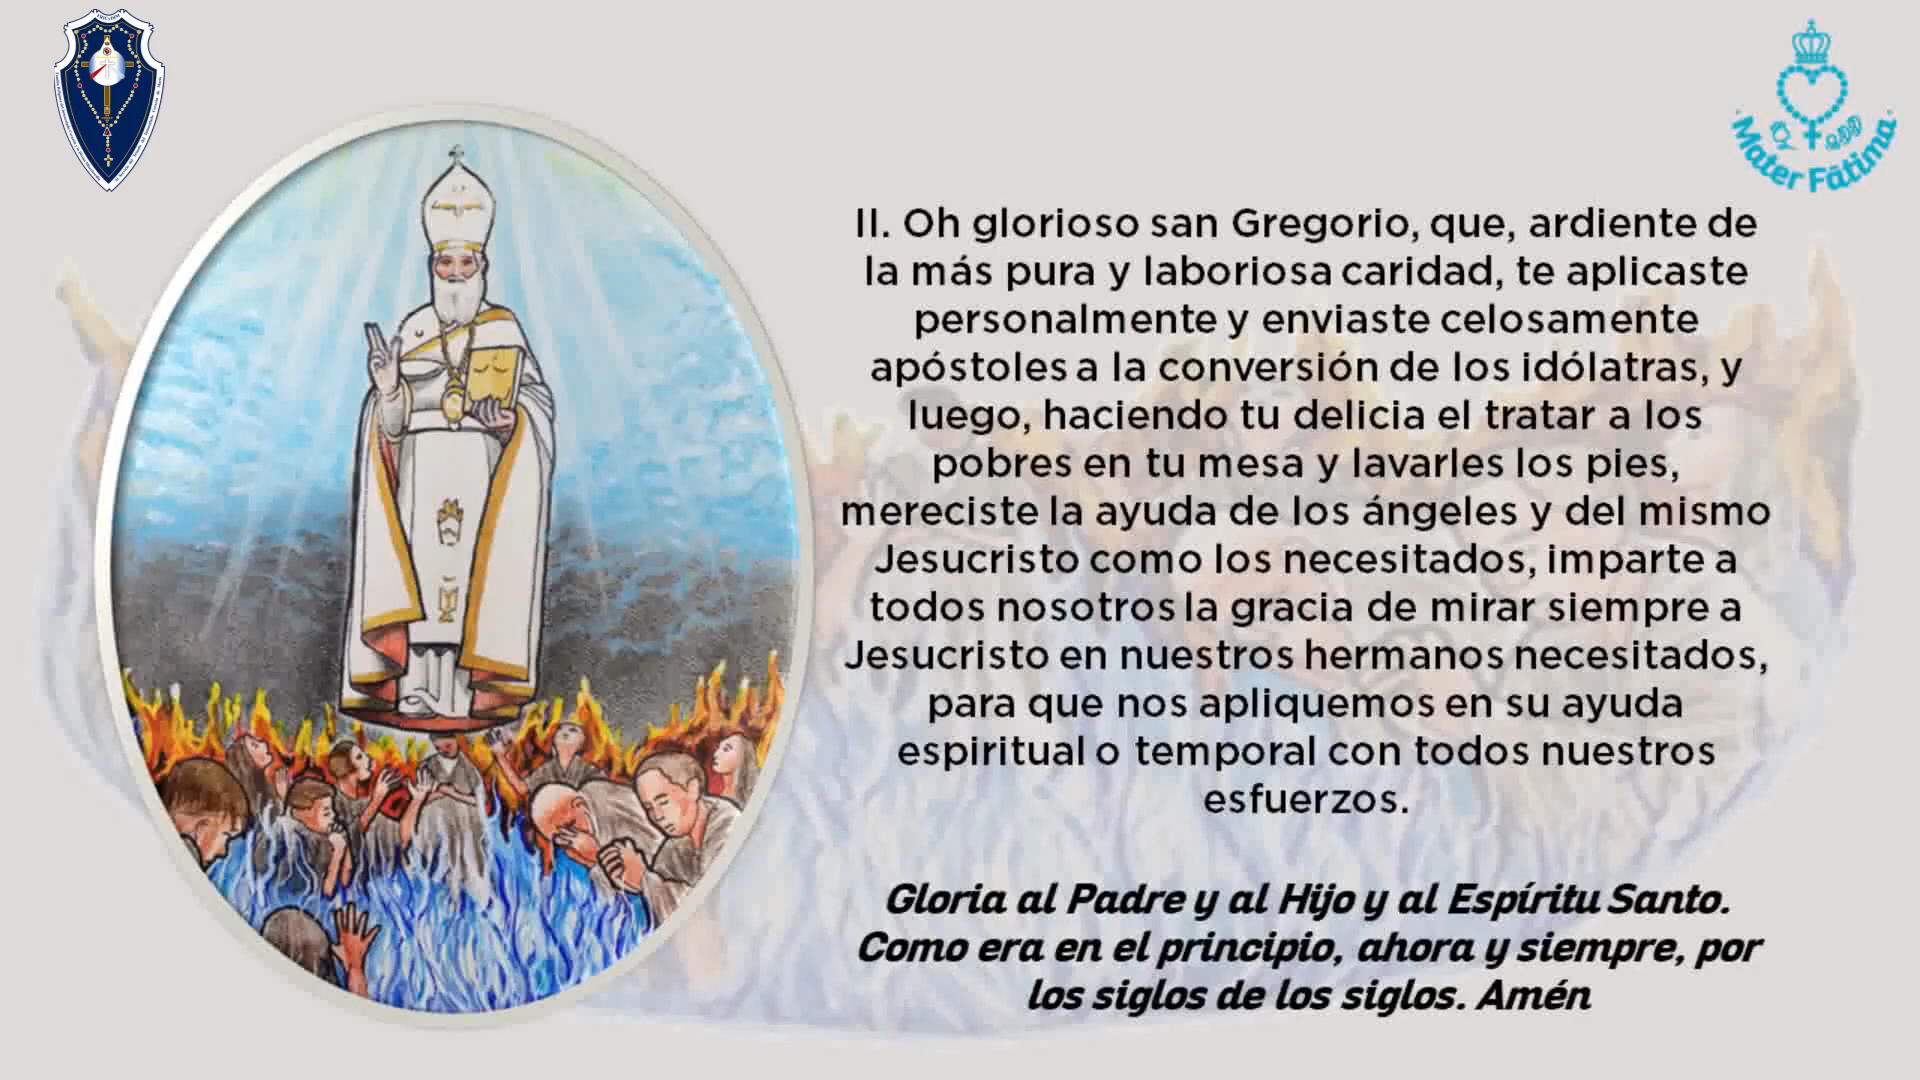 Mater Fátima
II. Oh glorioso san Gregorio, que, ardiente de
la más pura y laboriosa caridad, te aplicaste
personalmente y enviaste celosamente
apóstoles a la conversión de los idólatras, y
luego, haciendo tu delicia el tratar a los
pobres en tu mesa y lavarles los pies,
mereciste la ayuda de los ángeles y del mismo
Jesucristo como los necesitados, imparte a
todos nosotros la gracia de mirar siempre a
Jesucristo en nuestros hermanos necesitados,
para que nos apliquemos en su ayuda
espiritual o temporal con todos nuestros
esfuerzos.
Gloria al Padre y al Hijo y al Espíritu Santo.
Como era en el principio, ahora y siempre, por
los siglos de los siglos. Amén